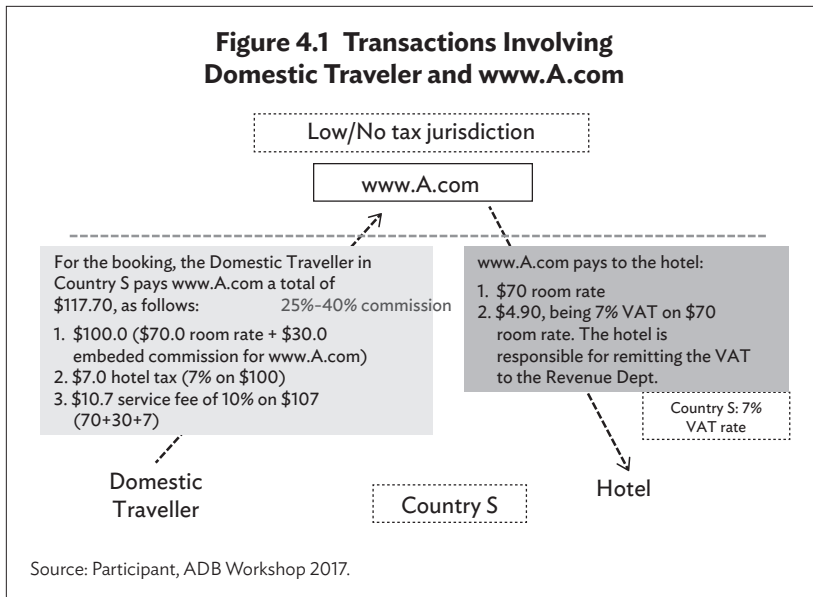 Figure 4.1 Transactions Involving
Domestic Traveler and www.A.com
Low/No tax jurisdiction
www.A.com
For the booking, the Domestic Traveller in
Country S pays www.A.com a total of
$117.70, as follows:
25%–40% commission
1. $100.0 ($70.0 room rate + $30.0
embeded commission for www.A.com)
2. $7.0 hotel tax (7% on $100)
3. $10.7 service fee of 10% on $107
(70+30+7)
www.A.com pays to the hotel:
1. $70 room rate
2. $4.90, being 7% VAT on $70
room rate. The hotel is
responsible for remitting the VAT
to the Revenue Dept.
Country S: 7%
VAT rate
Domestic
Traveller
Country S
Hotel
Source: Participant, ADB Workshop 2017.